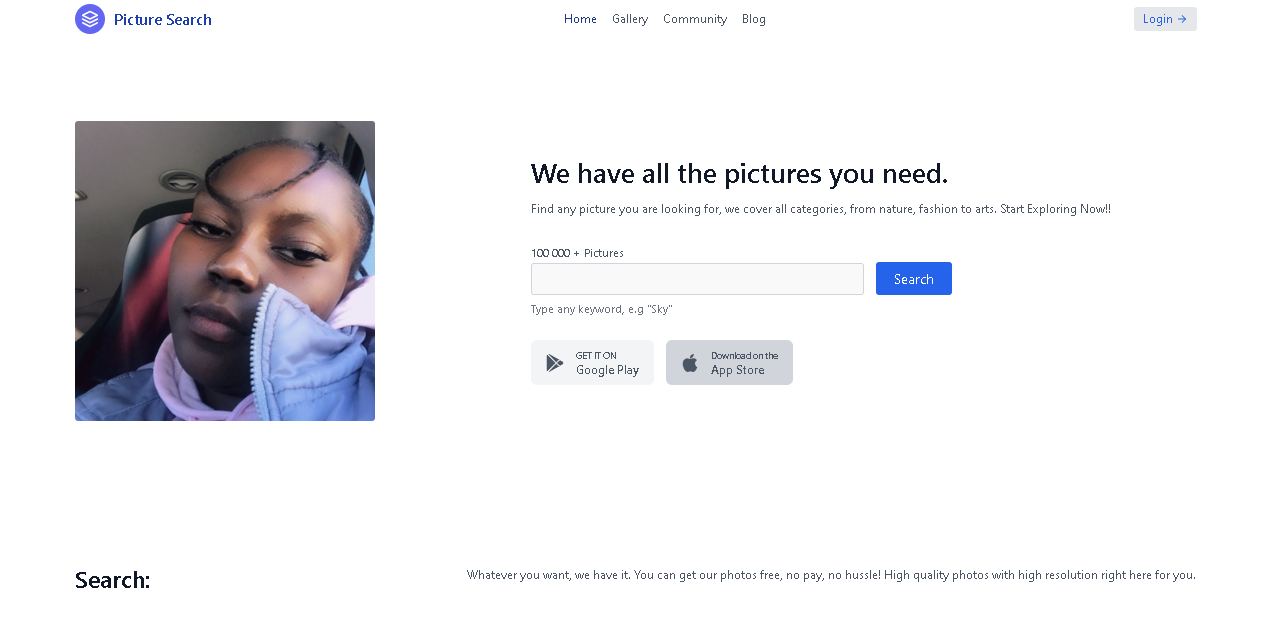 Picture Search
Home Gallery Community Blog
Login →
We have all the pictures you need.
Find any picture you are looking for, we cover all categories, from nature, fashion to arts. Start Exploring Now!!
100 000 + Pictures
Search
Type any keyword, e.g "Sky"
GET IT ON
Google Play
Download on the
App Store
Search:
Whatever you want, we have it. You can get our photos free, no pay, no hussle! High quality photos with high resolution right here for you.